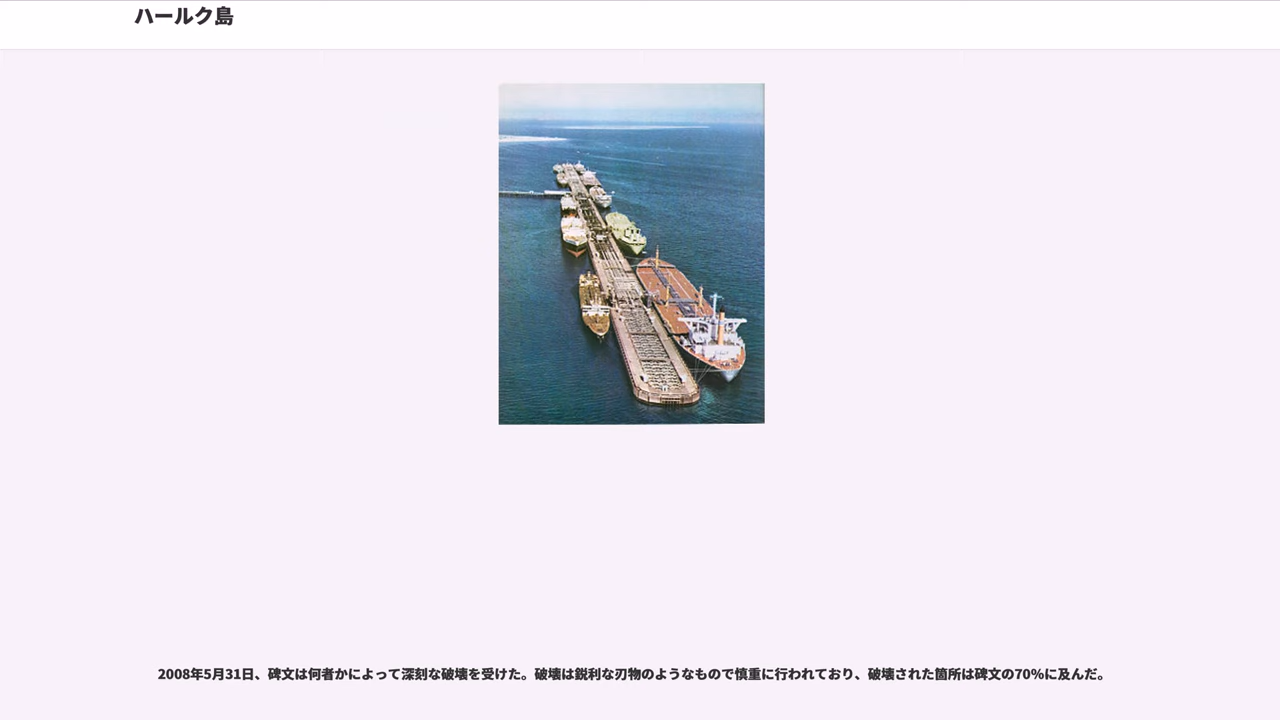 ハールク島
2008年5月31日、碑文は何者かによって深刻な破壊を受けた。破壊は鋭利な刃物のようなもので慎重に行われており、破壊された箇所は碑文の70%に及んだ。